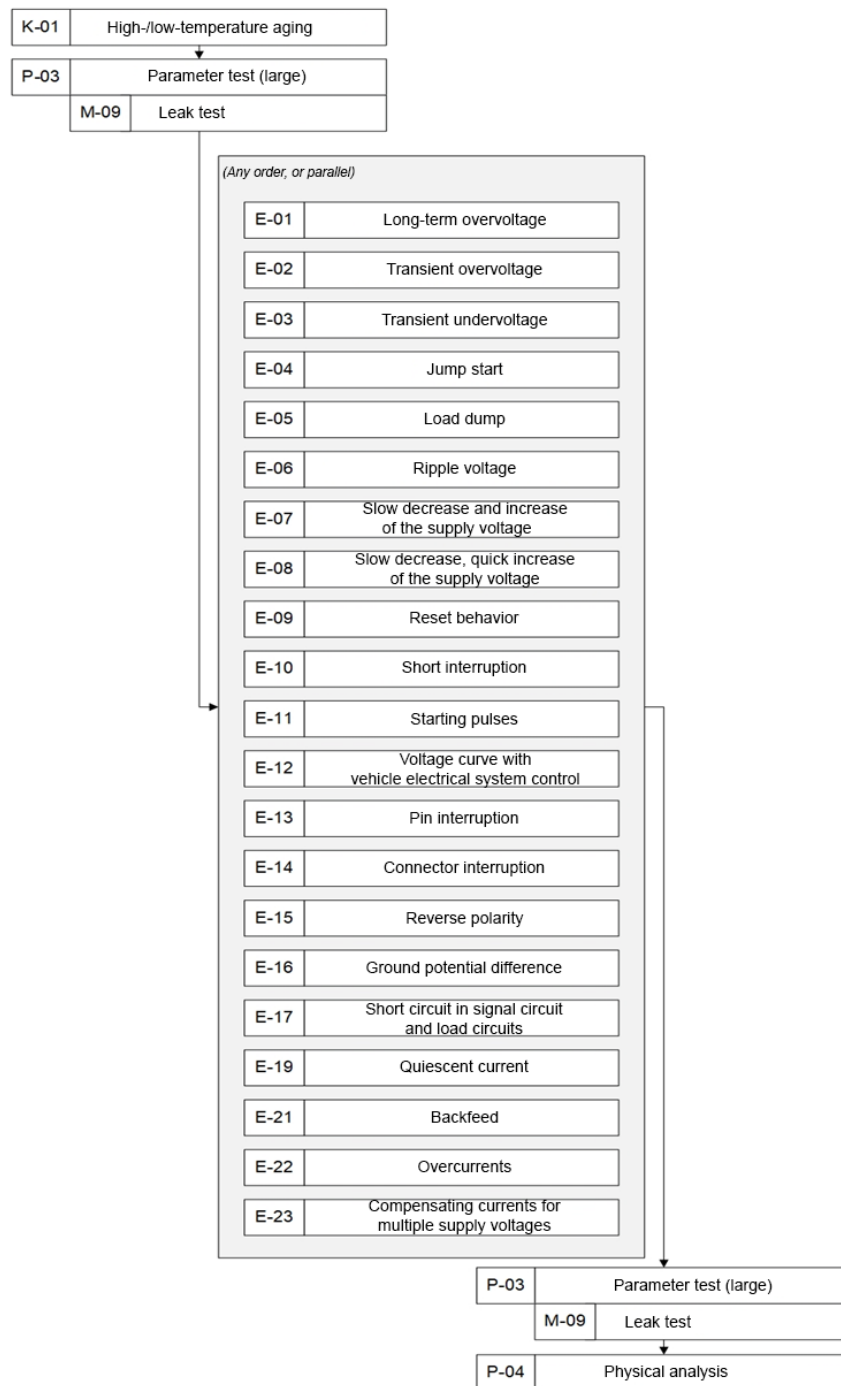 K-01 High-/low-temperature aging
P-03 Parameter test (large)
M-09 Leak test
(Any order, or parallel)
E-01 Long-term overvoltage
E-02 Transient overvoltage
E-03 Transient undervoltage
E-04 Jump start
E-05 Load dump
E-06 Ripple voltage
E-07 Slow decrease and increase
of the supply voltage
E-08 Slow decrease, quick increase
of the supply voltage
E-09 Reset behavior
E-10 Short interruption
E-11 Starting pulses
E-12 Voltage curve with
vehicle electrical system control
E-13 Pin interruption
E-14 Connector interruption
E-15 Reverse polarity
E-16 Ground potential difference
E-17 Short circuit in signal circuit
and load circuits
E-19 Quiescent current
E-21 Backfeed
E-22 Overcurrents
E-23 Compensating currents for
multiple supply voltages
P-03 Parameter test (large)
M-09 Leak test
P-04 Physical analysis